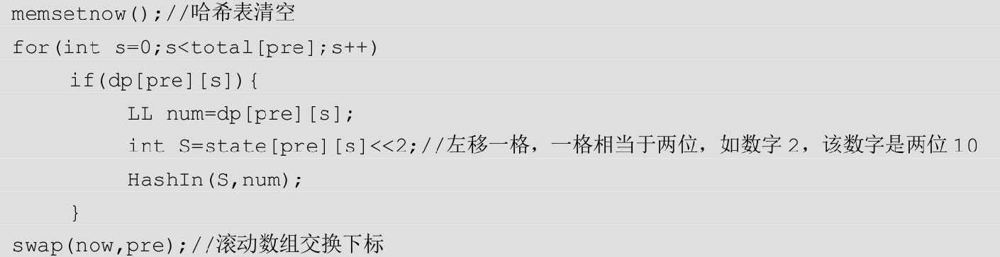 memsetnow();//哈希表清空
for(int s=0;s<total[pre];s++)
if(dp[pre][s]){
LL num=dp[pre][s];
int S=state[pre][s]<<2;//左移一格，一格相当于两位，如数字2，该数字是两位10
HashIn(S,num);
}
swap(now,pre);//滚动数组交换下标